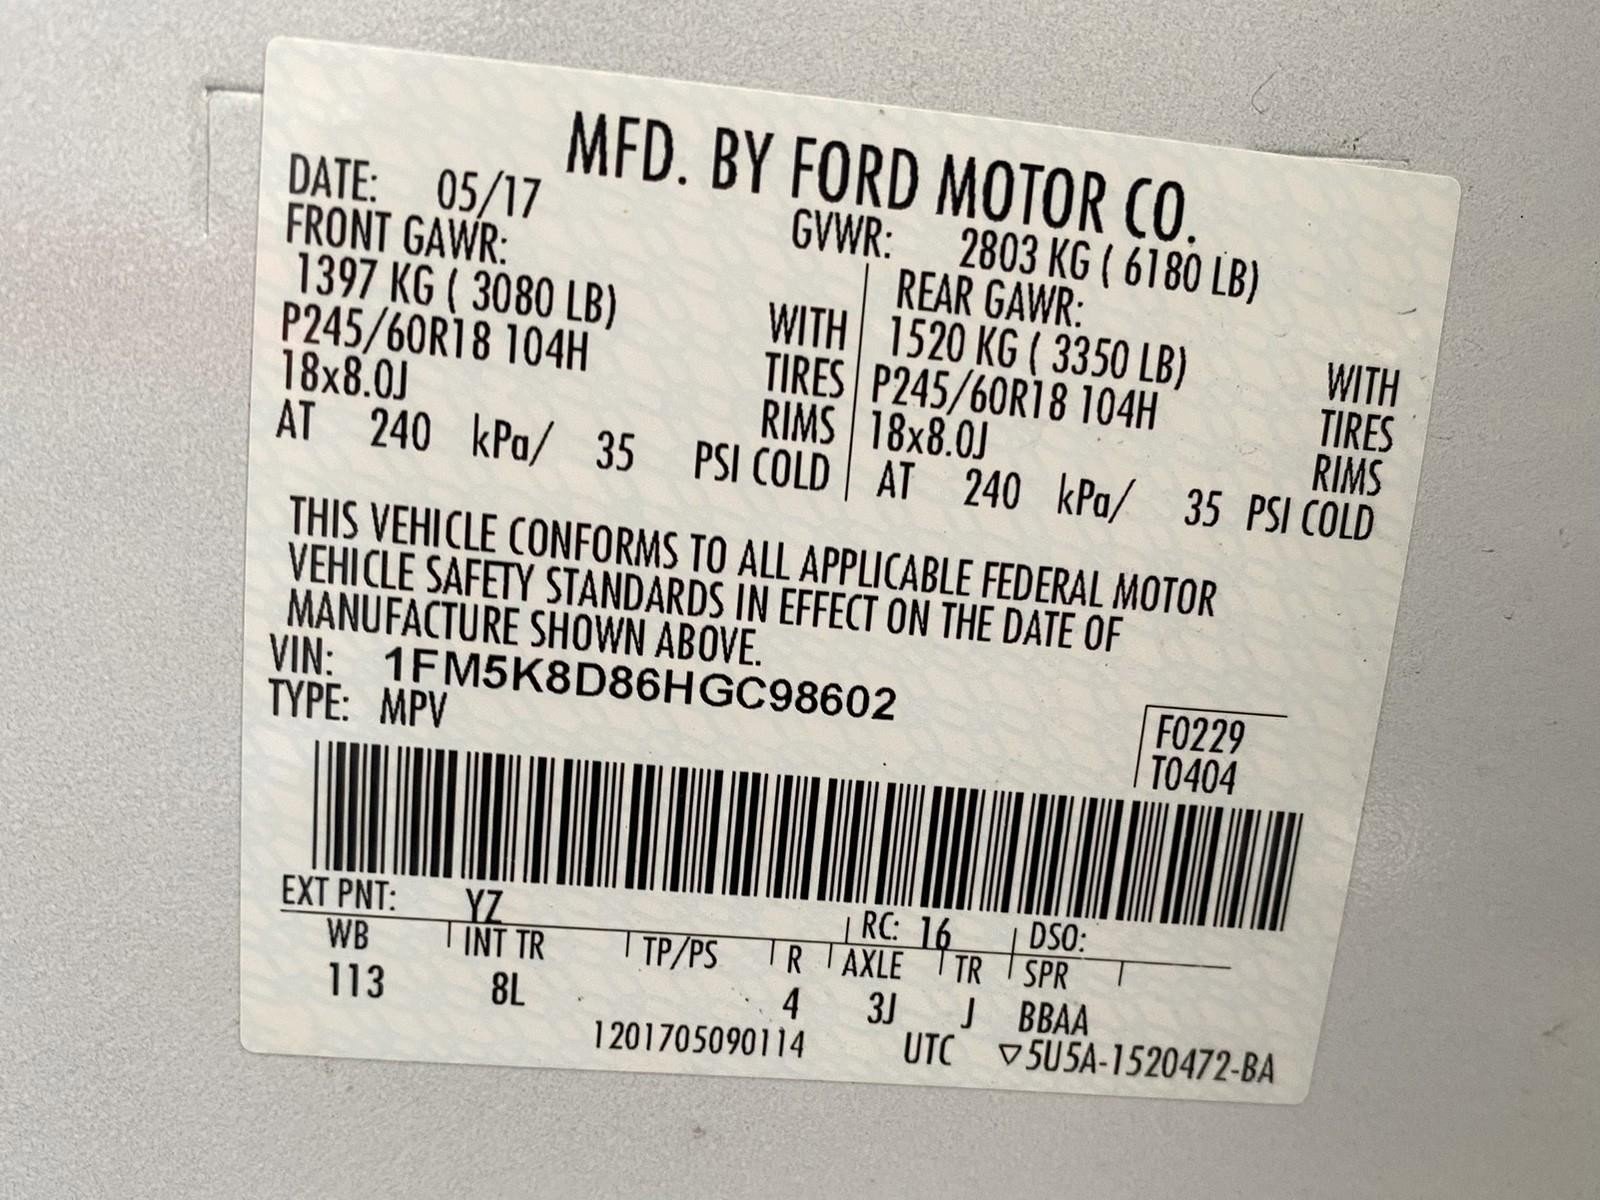 MFD. BY FORD MOTOR CO.
DATE: 05/17 GVWR: 2803 KG ( 6180 LB)
FRONT GAWR: REAR GAWR:
1397 KG ( 3080 LB) WITH 1520 KG ( 3350 LB) WITH
P245/60R18 104H TIRES P245/60R18 104H TIRES
18x8.0J RIMS 18x8.0J RIMS
AT 240 kPa/ 35 PSI COLD AT 240 kPa/ 35 PSI COLD
THIS VEHICLE CONFORMS TO ALL APPLICABLE FEDERAL MOTOR
VEHICLE SAFETY STANDARDS IN EFFECT ON THE DATE OF
MANUFACTURE SHOWN ABOVE.
VIN: 1FM5K8D86HGC98602
TYPE: MPV
F0229
T0404
EXT PNT: YZ RC: 16 DSO:
WB INT TR TP/PS R AXLE TR SPR
113 8L 4 3J J BBAA
1201705090114 UTC ▽5U5A-1520472-BA